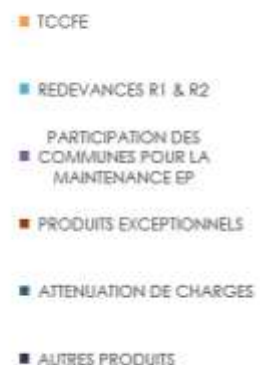 TCCFE
REDEVANCES R1 & R2
PARTICIPATION DES
COMMUNES POUR LA
MAINTENANCE EP
PRODUITS EXCEPTIONNELS
ATTENUATION DE CHARGES
AUTRES PRODUITS